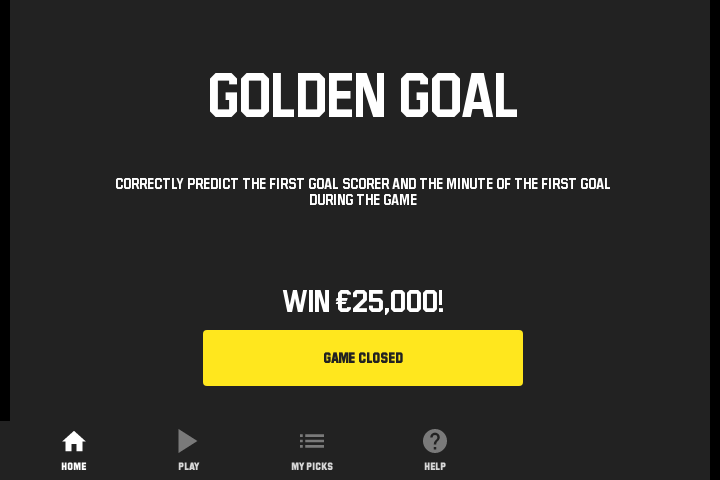 GOLDEN GOAL
CORRECTLY PREDICT THE FIRST GOAL SCORER AND THE MINUTE OF THE FIRST GOAL
DURING THE GAME
WIN €25,000!
GAME CLOSED
HOME
PLAY
MY PICKS
HELP